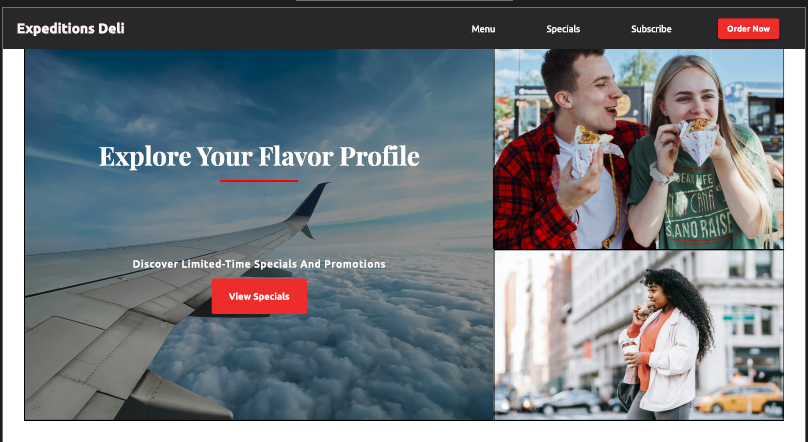 Expeditions Deli
Menu
Specials
Subscribe
Order Now
Explore Your Flavor Profile
Discover Limited-Time Specials And Promotions
View Specials